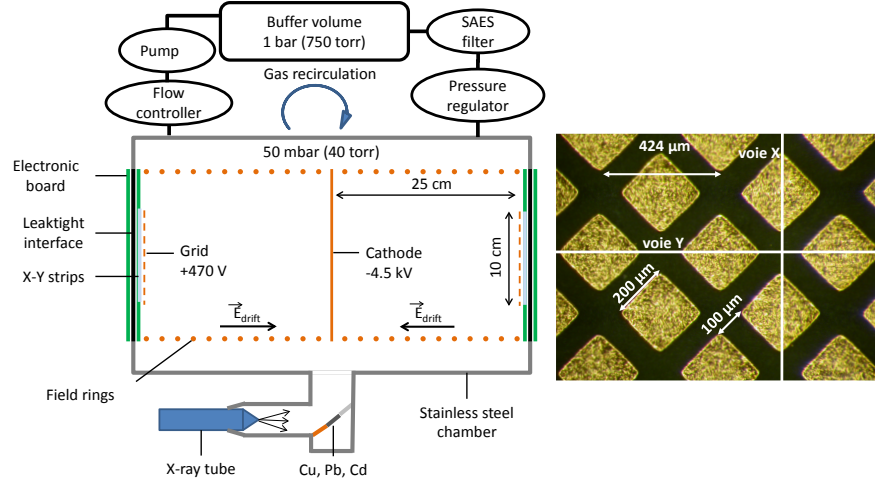 Buffer volume
1 bar (750 torr)
SAES
filter
Pump
Gas recirculation
Flow
controller
Pressure
regulator
50 mbar (40 torr)
Electronic
board
25 cm
Leaktight
interface
Grid
+470 V
Cathode
-4.5 kV
10 cm
X-Y strips
E drift
E drift
Field rings
Stainless steel
chamber
X-ray tube
Cu, Pb, Cd
424 µm
voie X
voie Y
200 µm
100 µm